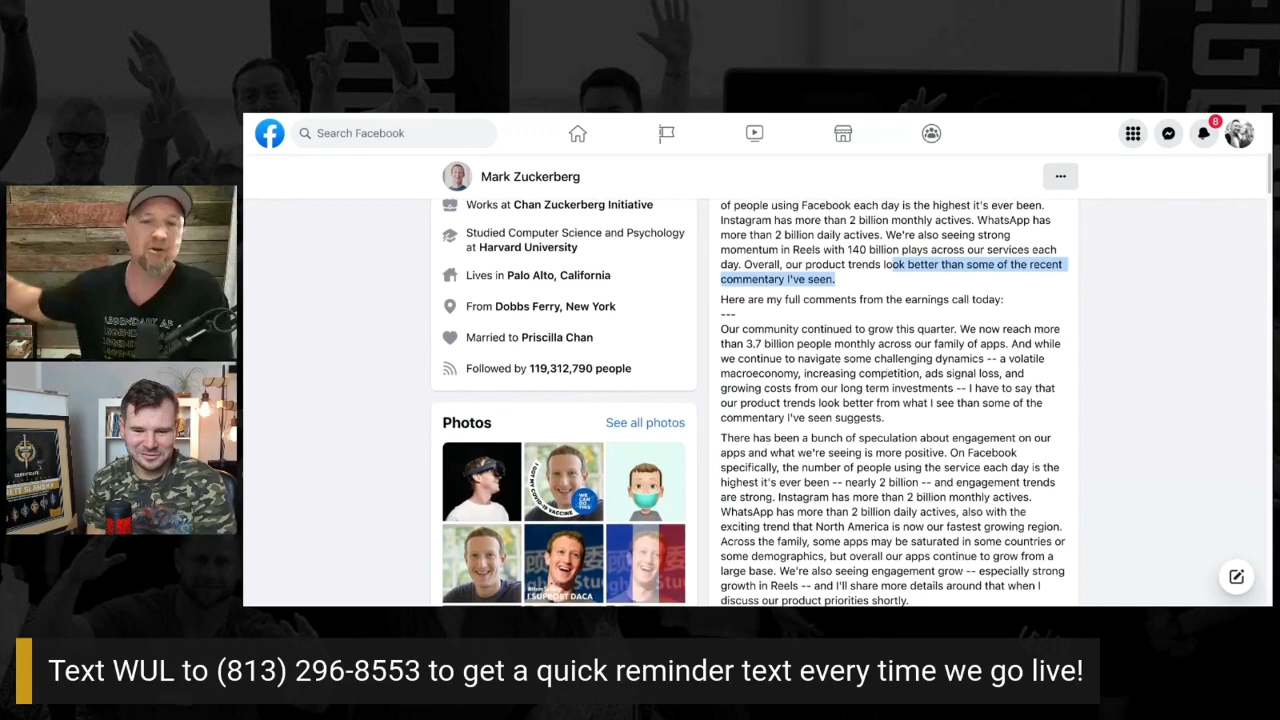 Search Facebook
8
Mark Zuckerberg
Works at Chan Zuckerberg Initiative
Studied Computer Science and Psychology
at Harvard University
Lives in Palo Alto, California
From Dobbs Ferry, New York
Married to Priscilla Chan
Followed by 119,312,790 people
Photos
See all photos
I GOT MY COVID-19 VACCINE
WE CAN DO THIS
I SUPPORT DACA
of people using Facebook each day is the highest it's ever been.
Instagram has more than 2 billion monthly actives. WhatsApp has
more than 2 billion daily actives. We're also seeing strong
momentum in Reels with 140 billion plays across our services each
day. Overall, our product trends look better than some of the recent
commentary I've seen.
Here are my full comments from the earnings call today:
---
Our community continued to grow this quarter. We now reach more
than 3.7 billion people monthly across our family of apps. And while
we continue to navigate some challenging dynamics -- a volatile
macroeconomy, increasing competition, ads signal loss, and
growing costs from our long term investments -- I have to say that
our product trends look better from what I see than some of the
commentary I've seen suggests.
There has been a bunch of speculation about engagement on our
apps and what we're seeing is more positive. On Facebook
specifically, the number of people using the service each day is the
highest it's ever been -- nearly 2 billion -- and engagement trends
are strong. Instagram has more than 2 billion monthly actives.
WhatsApp has more than 2 billion daily actives, also with the
exciting trend that North America is now our fastest growing region.
Across the family, some apps may be saturated in some countries or
some demographics, but overall our apps continue to grow from a
large base. We're also seeing engagement grow -- especially strong
growth in Reels -- and I'll share more details around that when I
discuss our product priorities shortly.
LEGENDARY AF
CERTIFICATE
Text WUL to (813) 296-8553 to get a quick reminder text every time we go live!